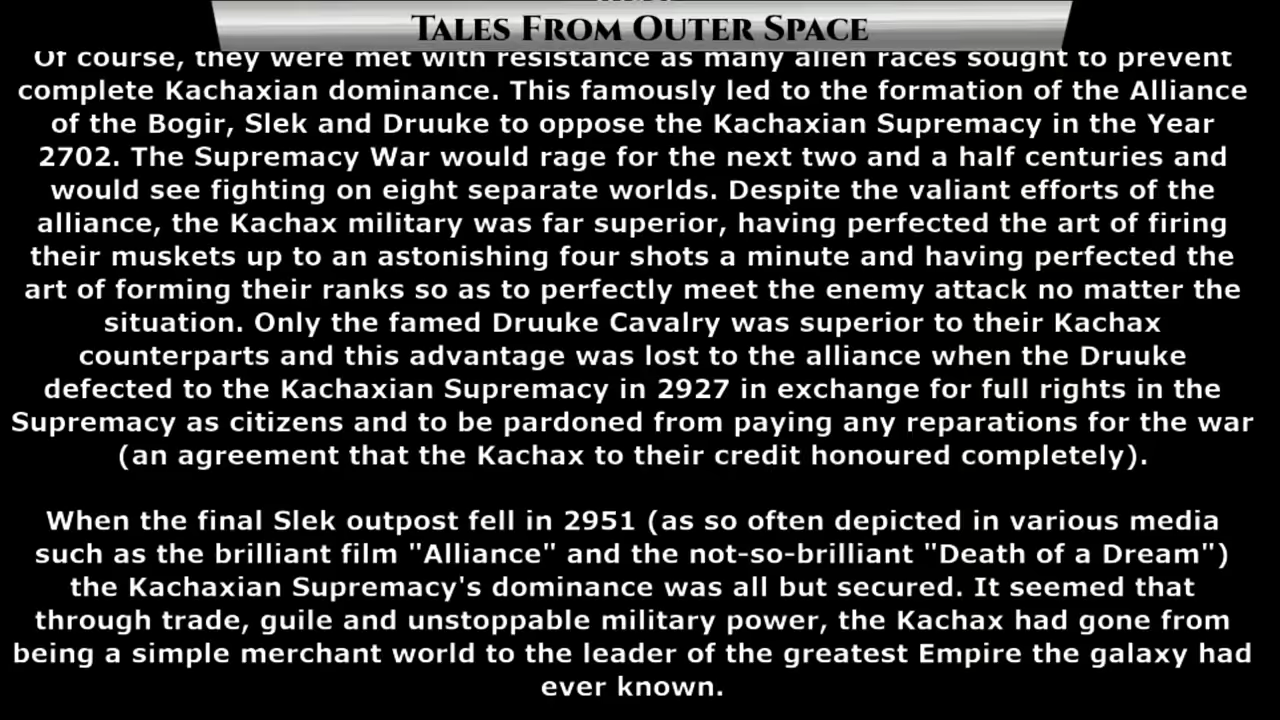 Tales From Outer Space
Of course, they were met with resistance as many alien races sought to prevent
complete Kachaxian dominance. This famously led to the formation of the Alliance
of the Bogir, Slek and Druuke to oppose the Kachaxian Supremacy in the Year
2702. The Supremacy War would rage for the next two and a half centuries and
would see fighting on eight separate worlds. Despite the valiant efforts of the
alliance, the Kachax military was far superior, having perfected the art of firing
their muskets up to an astonishing four shots a minute and having perfected the
art of forming their ranks so as to perfectly meet the enemy attack no matter the
situation. Only the famed Druuke Cavalry was superior to their Kachax
counterparts and this advantage was lost to the alliance when the Druuke
defected to the Kachaxian Supremacy in 2927 in exchange for full rights in the
Supremacy as citizens and to be pardoned from paying any reparations for the war
(an agreement that the Kachax to their credit honoured completely).
When the final Slek outpost fell in 2951 (as so often depicted in various media
such as the brilliant film "Alliance" and the not-so-brilliant "Death of a Dream")
the Kachaxian Supremacy's dominance was all but secured. It seemed that
through trade, guile and unstoppable military power, the Kachax had gone from
being a simple merchant world to the leader of the greatest Empire the galaxy had
ever known.